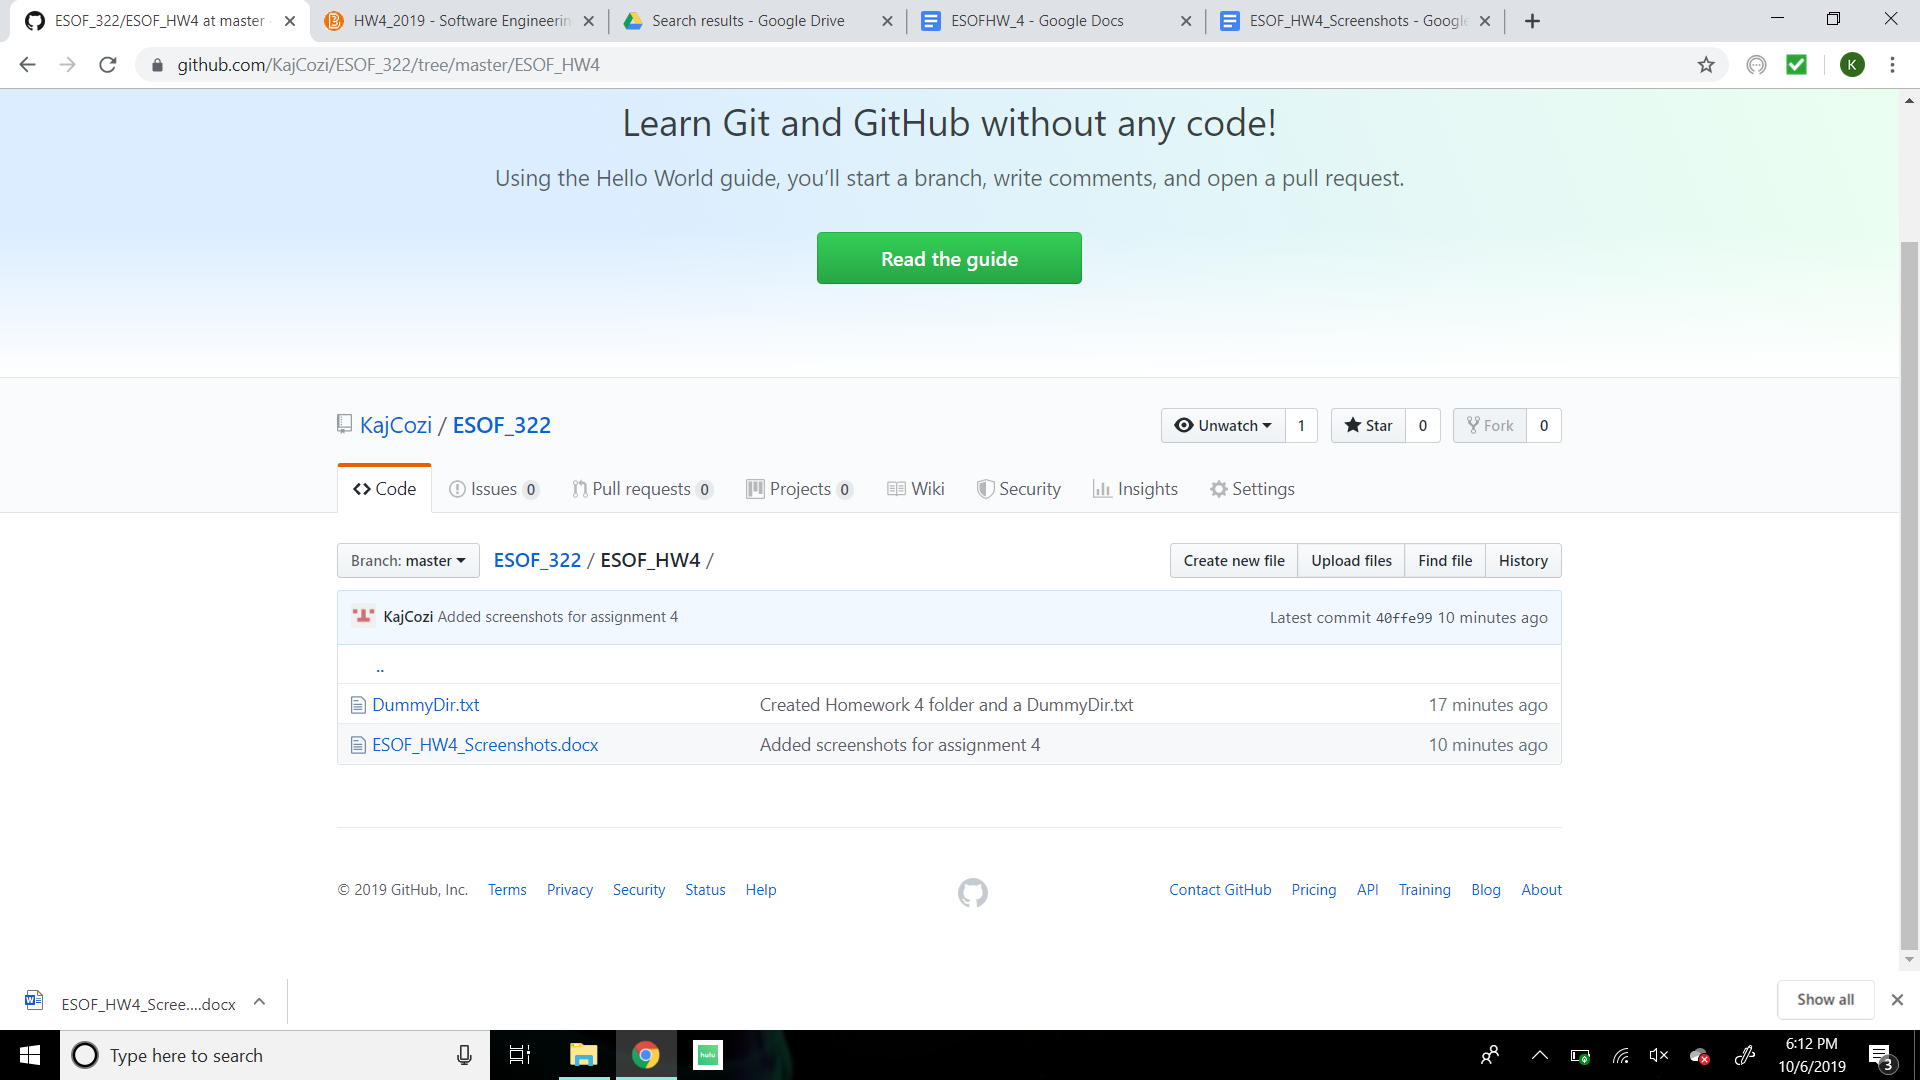 ESOF_322/ESOF_HW4 at master
HW4_2019 - Software Engineerin
Search results - Google Drive
ESOFHW_4 - Google Docs
ESOF_HW4_Screenshots - Google
github.com/KajCozi/ESOF_322/tree/master/ESOF_HW4
K
Learn Git and GitHub without any code!
Using the Hello World guide, you’ll start a branch, write comments, and open a pull request.
Read the guide
KajCozi / ESOF_322
Unwatch 1 Star 0 Fork 0
Code Issues 0 Pull requests 0 Projects 0 Wiki Security Insights Settings
Branch: master ESOF_322 / ESOF_HW4 /
Create new file Upload files Find file History
KajCozi Added screenshots for assignment 4 Latest commit 40ffe99 10 minutes ago
..
DummyDir.txt Created Homework 4 folder and a DummyDir.txt 17 minutes ago
ESOF_HW4_Screenshots.docx Added screenshots for assignment 4 10 minutes ago
© 2019 GitHub, Inc. Terms Privacy Security Status Help
Contact GitHub Pricing API Training Blog About
ESOF_HW4_Scree....docx
Show all
Type here to search
hulu
6:12 PM
10/6/2019
3